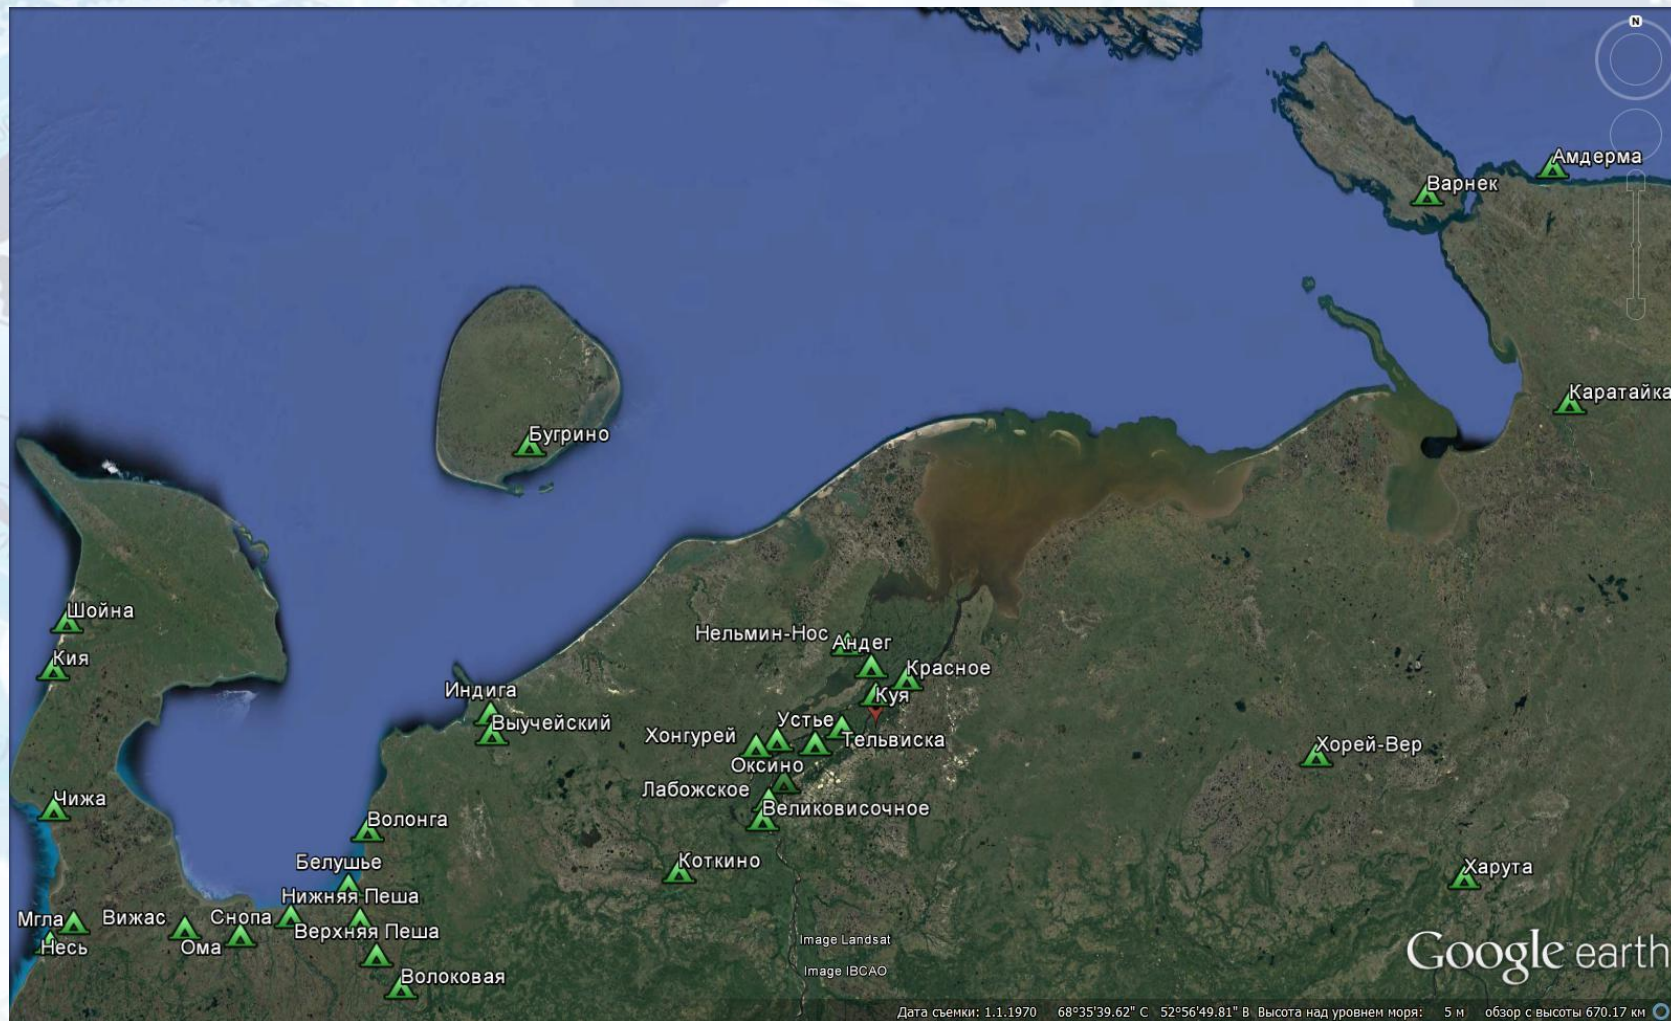 N
Амдерма
Варнек
Каратайка
Бугрино
Шойна
Нельмин-Нос
Андег
Кия
Красное
Индига
Куя
Выучейский
Устье
Хонгурей
Тельвиска
Хорей-Вер
Оксино
Лабожское
Чижа
Великовисочное
Волонга
Белушье
Коткино
Харута
Нижняя Пеша
Мгла
Вижас
Снопа
Верхняя Пеша
Несь
Ома
Image Landsat
Google earth
Image IBCAO
Волоковая
Дата съемки: 1.1.1970 68°35'39.62" С 52°56'49.81" В Высота над уровнем моря: 5 м обзор с высоты 670.17 км